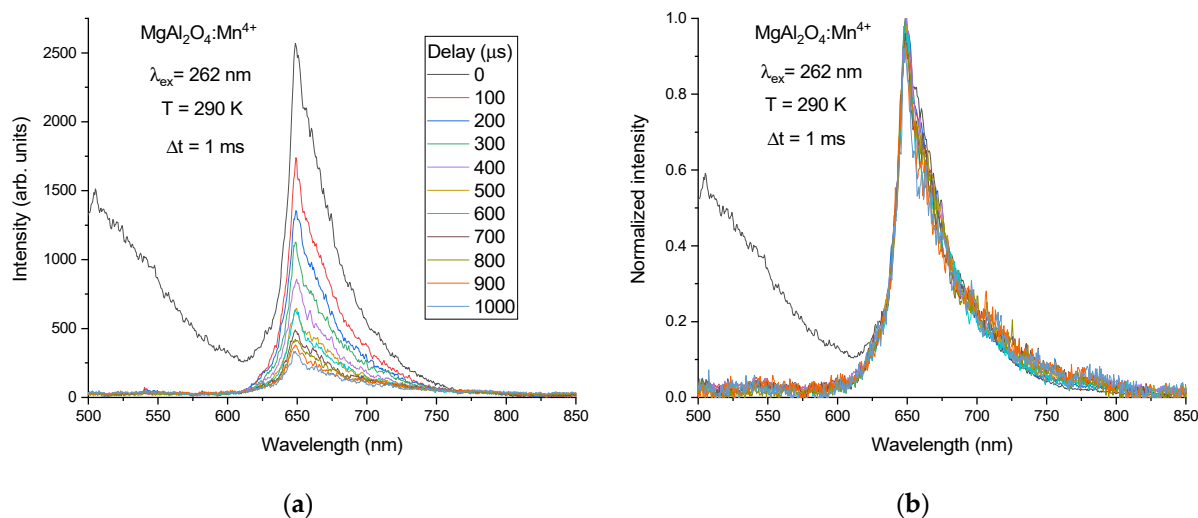 MgAl₂O₄:Mn⁴⁺
λex= 262 nm
T = 290 K
Δt = 1 ms
Delay (μs)
0
100
200
300
400
500
600
700
800
900
1000
Intensity (arb. units)
2500
2000
1500
1000
500
0
500 550 600 650 700 750 800 850
Wavelength (nm)
(a)
MgAl₂O₄:Mn⁴⁺
λex= 262 nm
T = 290 K
Δt = 1 ms
Normalized intensity
1.0
0.8
0.6
0.4
0.2
0.0
500 550 600 650 700 750 800 850
Wavelength (nm)
(b)